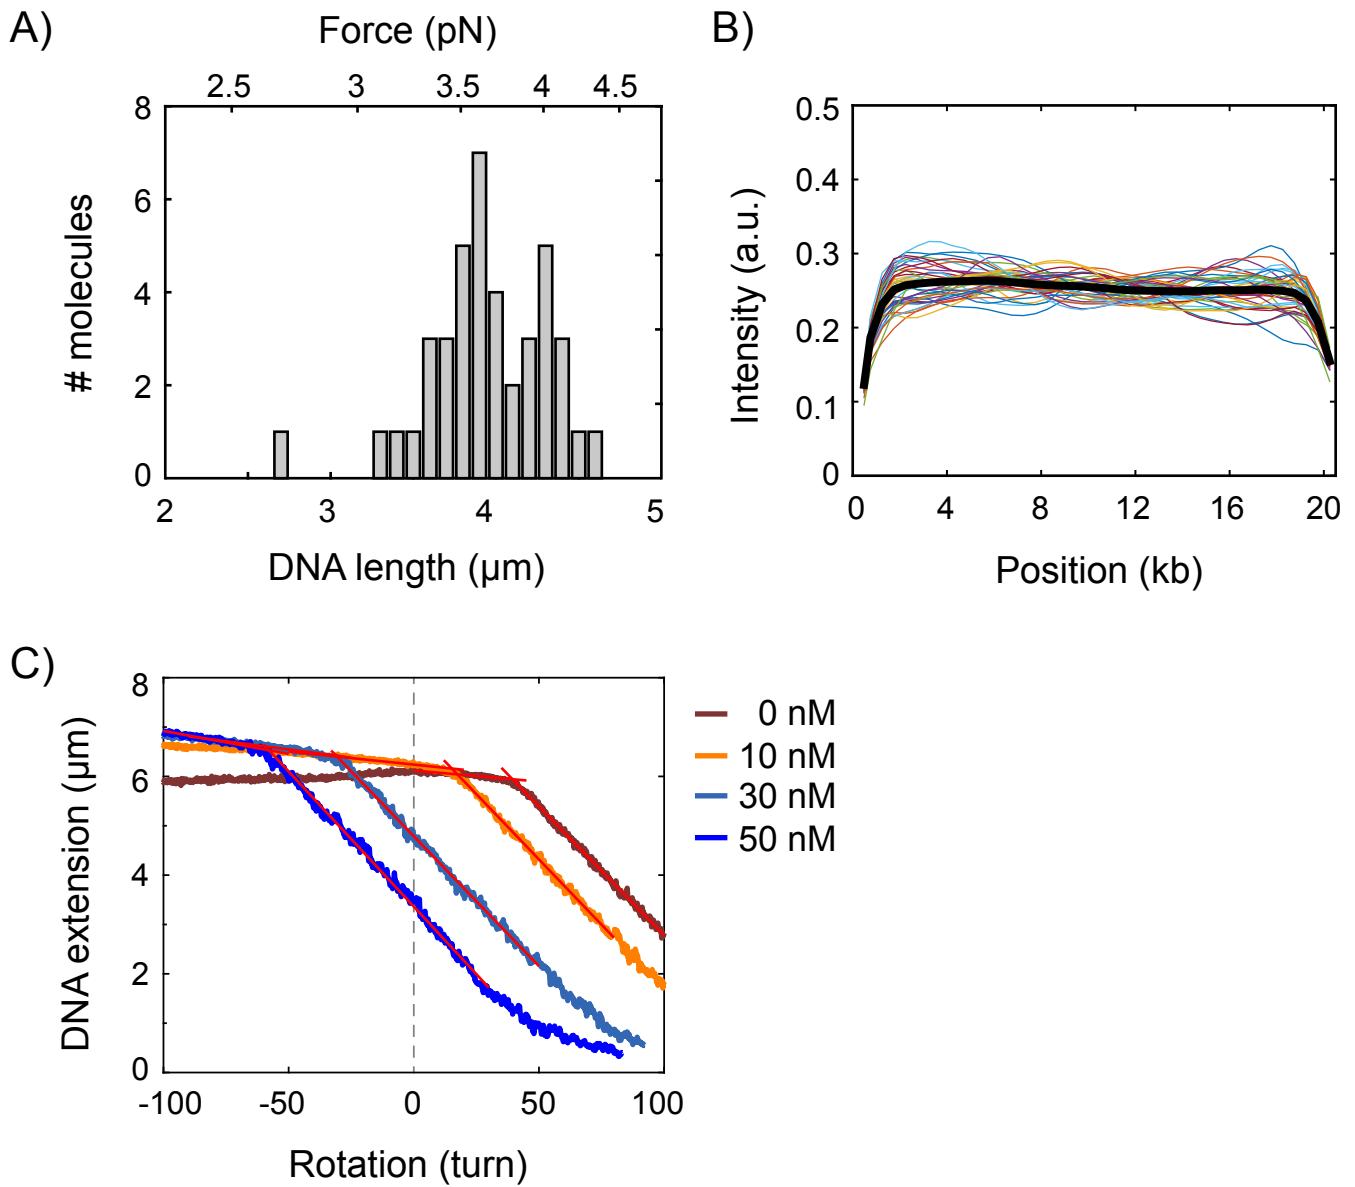 A)
Force (pN)
2.5 3 3.5 4 4.5
# molecules
8
6
4
2
0
2 3 4 5
DNA length (μm)
B)
Intensity (a.u.)
0.5
0.4
0.3
0.2
0.1
0
0 4 8 12 16 20
Position (kb)
C)
DNA extension (μm)
8
6
4
2
0
-100 -50 0 50 100
Rotation (turn)
0 nM
10 nM
30 nM
50 nM